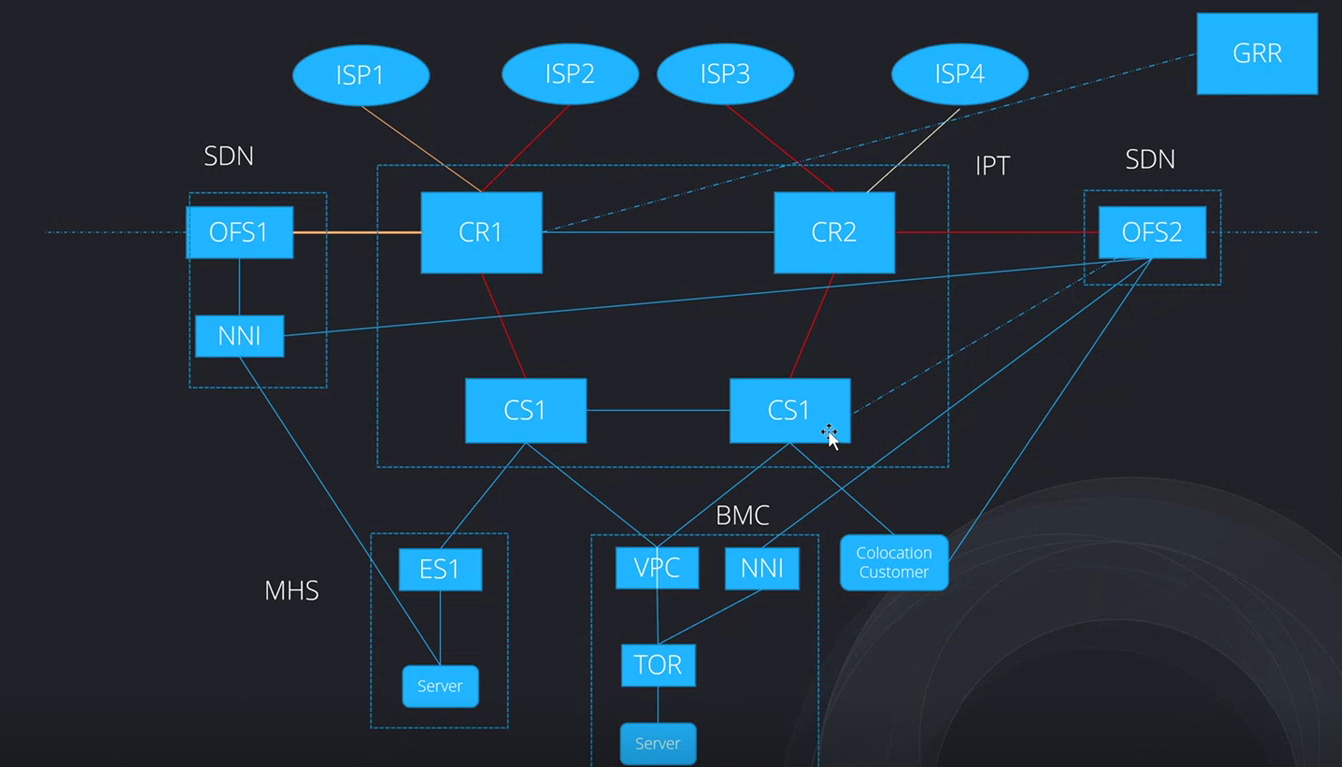 ISP1
ISP2
ISP3
ISP4
GRR
SDN
IPT
SDN
OFS1
CR1
CR2
OFS2
NNI
CS1
CS1
BMC
ES1
VPC
NNI
Colocation
Customer
MHS
TOR
Server
Server